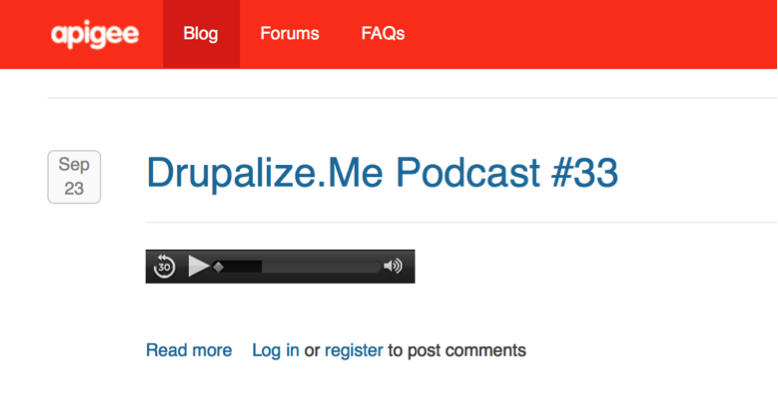 apigee Blog Forums FAQs
Sep
23
Drupalize.Me Podcast #33
30
Read more Log in or register to post comments